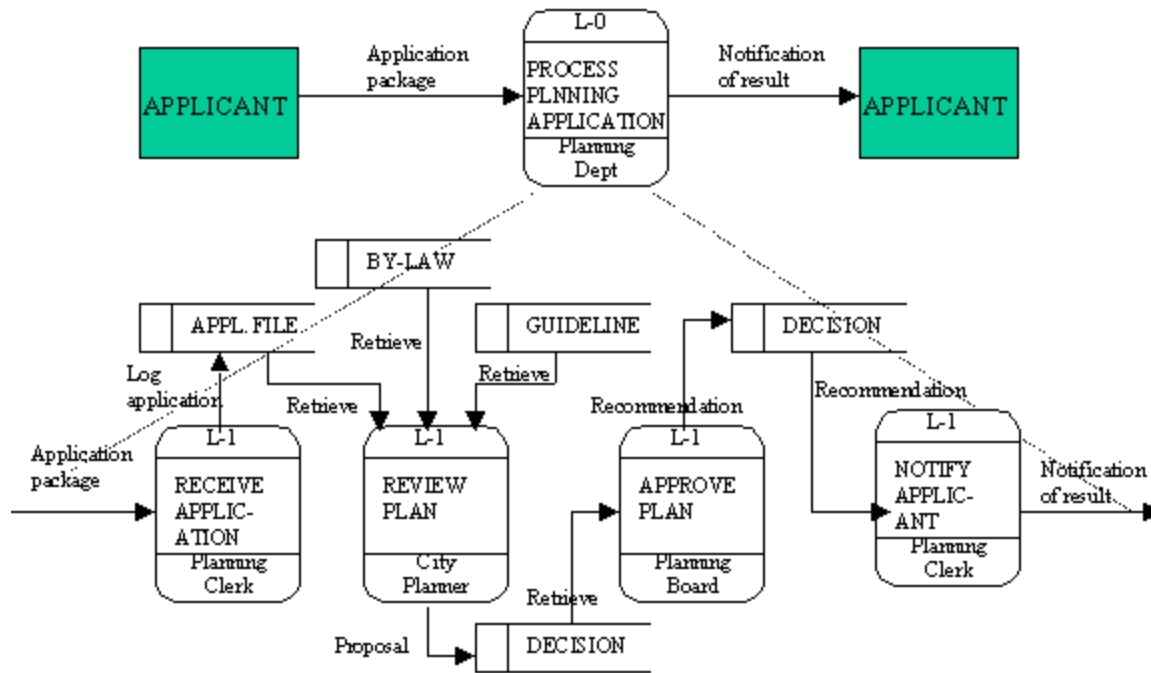 L-0
APPLICANT
Application
package
PROCESS
PLNNING
APPLICATION
Planning
Dept
Notification
of result
APPLICANT
BY-LAW
APPL. FILE
Retrieve
GUIDELINE
DECISION
Log
application
Retrieve
Retrieve
Recommendation
Recommendation
Application
package
L-1
RECEIVE
APPLIC-
ATION
Planning
Clerk
L-1
REVIEW
PLAN
City
Planner
L-1
APPROVE
PLAN
Planning
Board
L-1
NOTIFY
APPLIC-
ANT
Planning
Clerk
Notification
of result
Retrieve
Proposal
DECISION